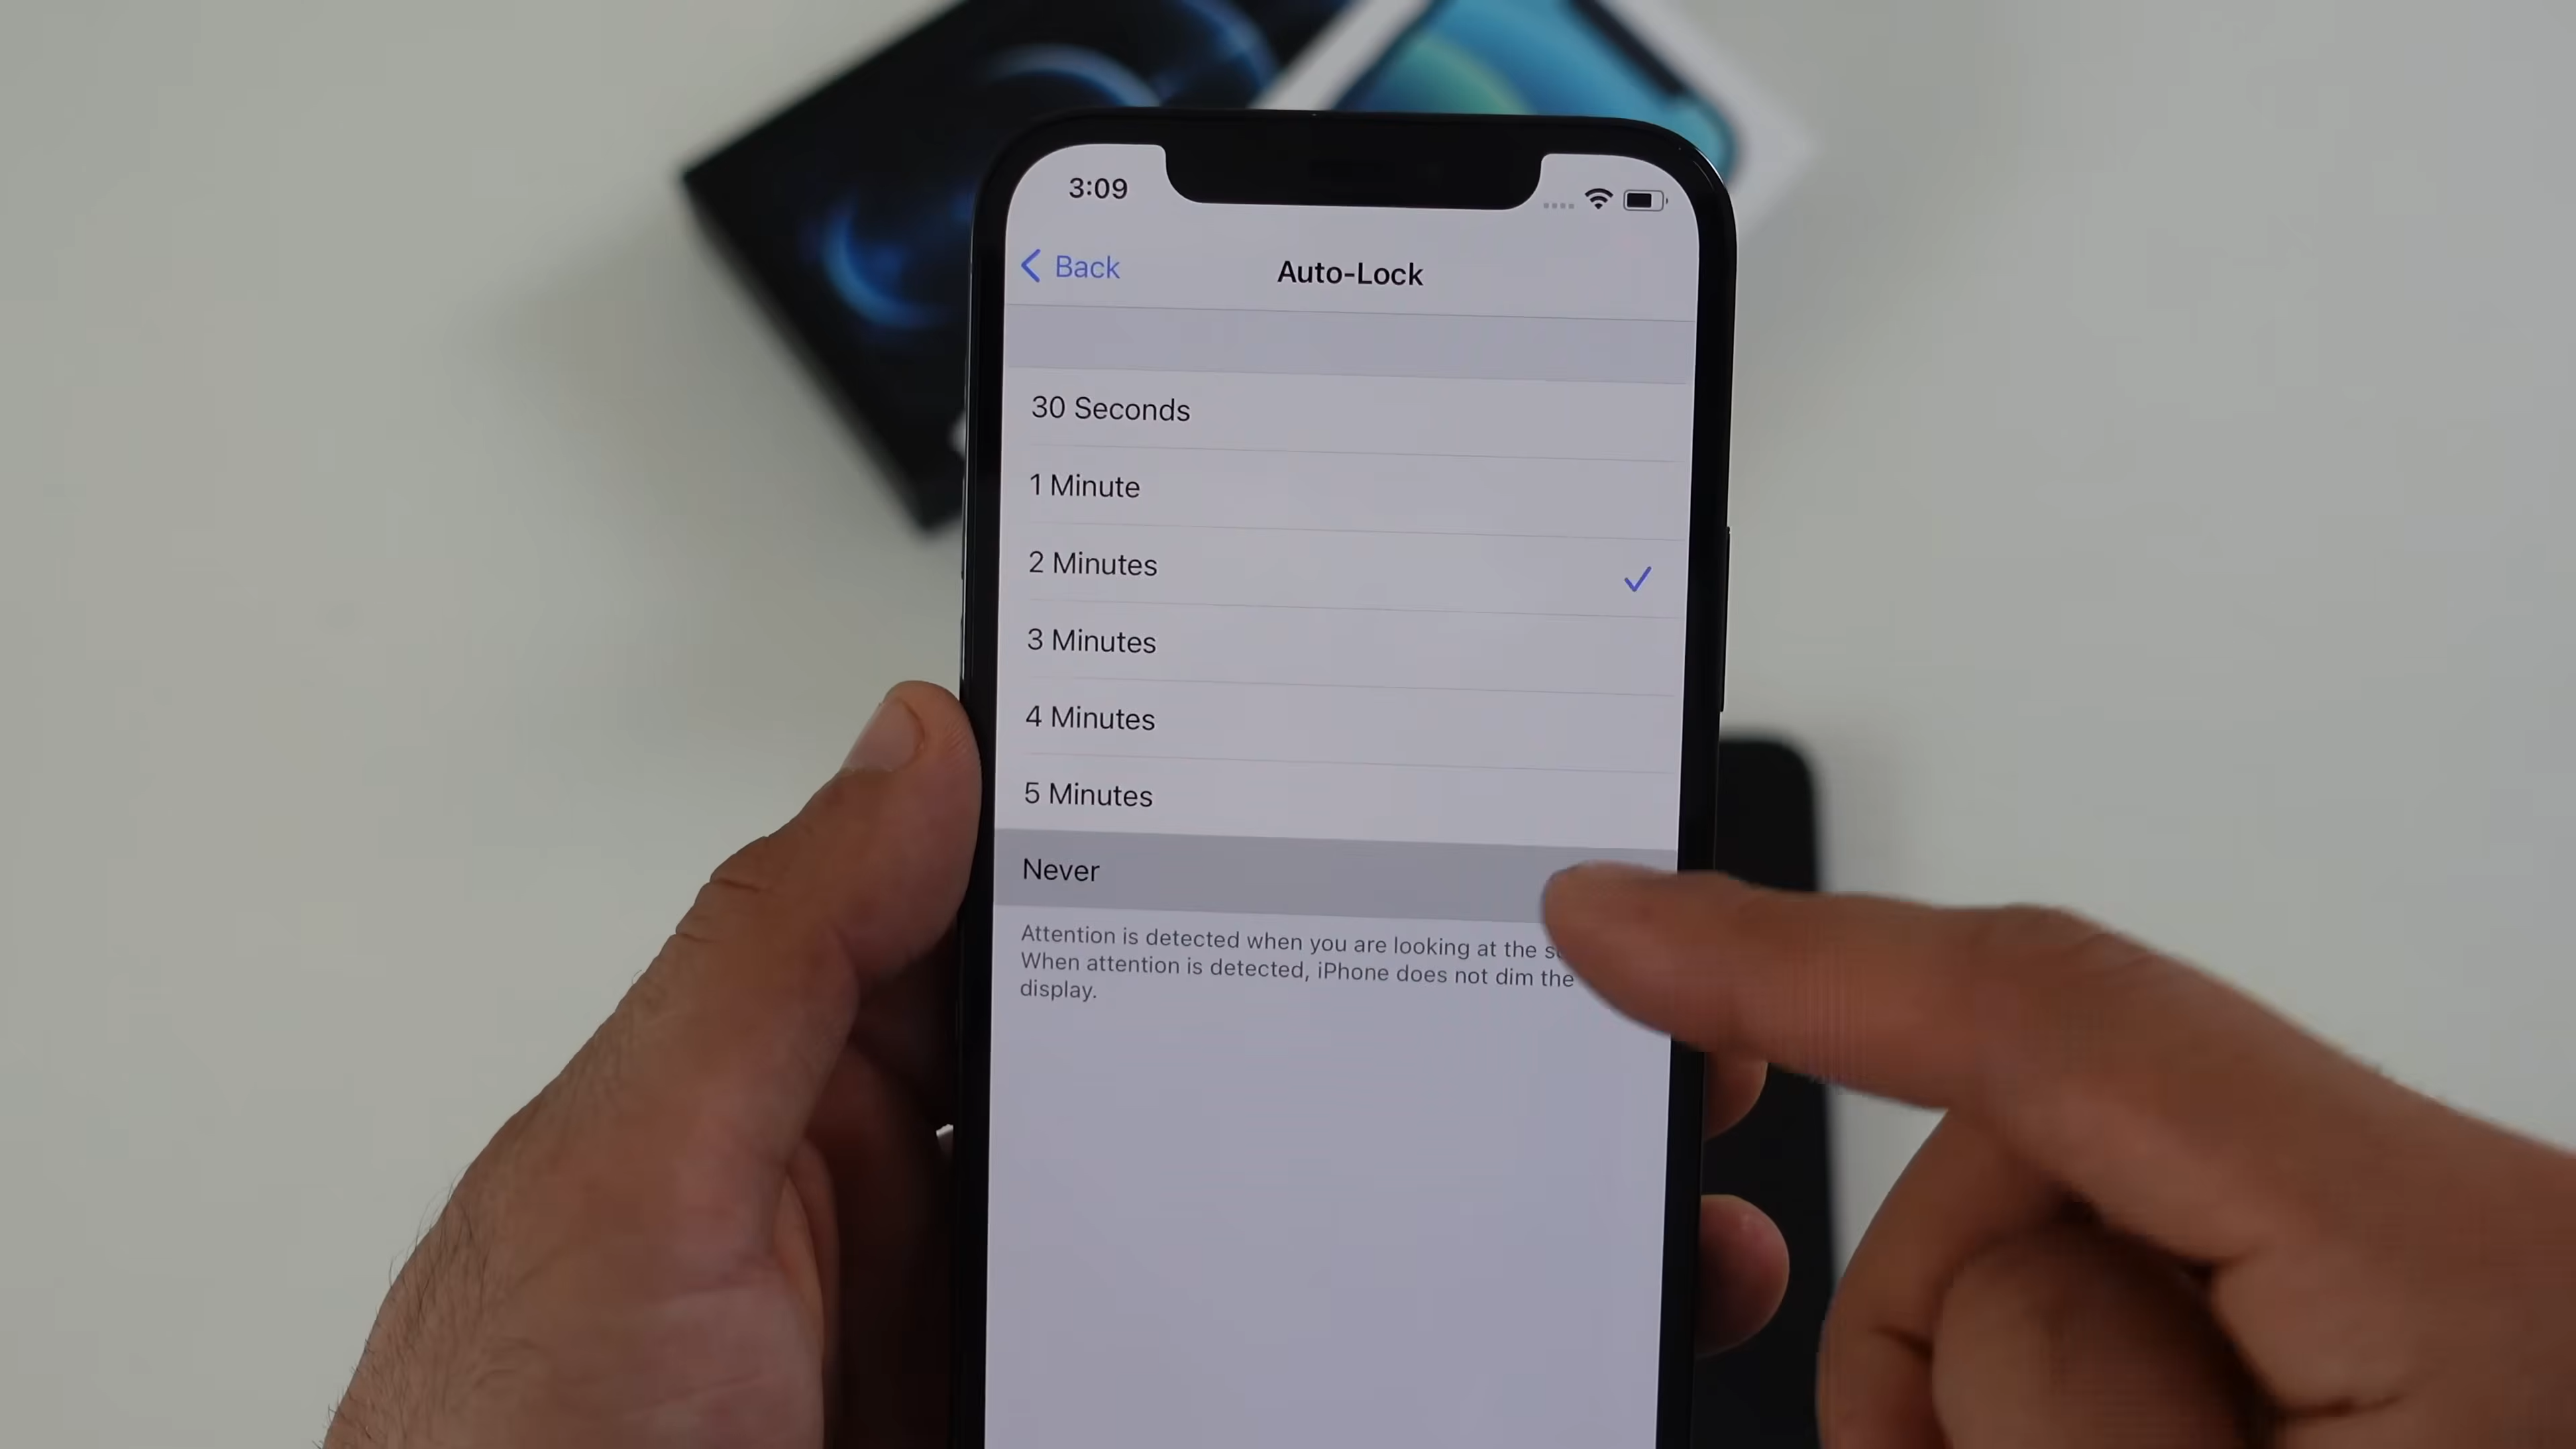 3:09
Back
Auto-Lock
30 Seconds
1 Minute
2 Minutes
3 Minutes
4 Minutes
5 Minutes
Never
Attention is detected when you are looking at the
When attention is detected, iPhone does not dim the
display.